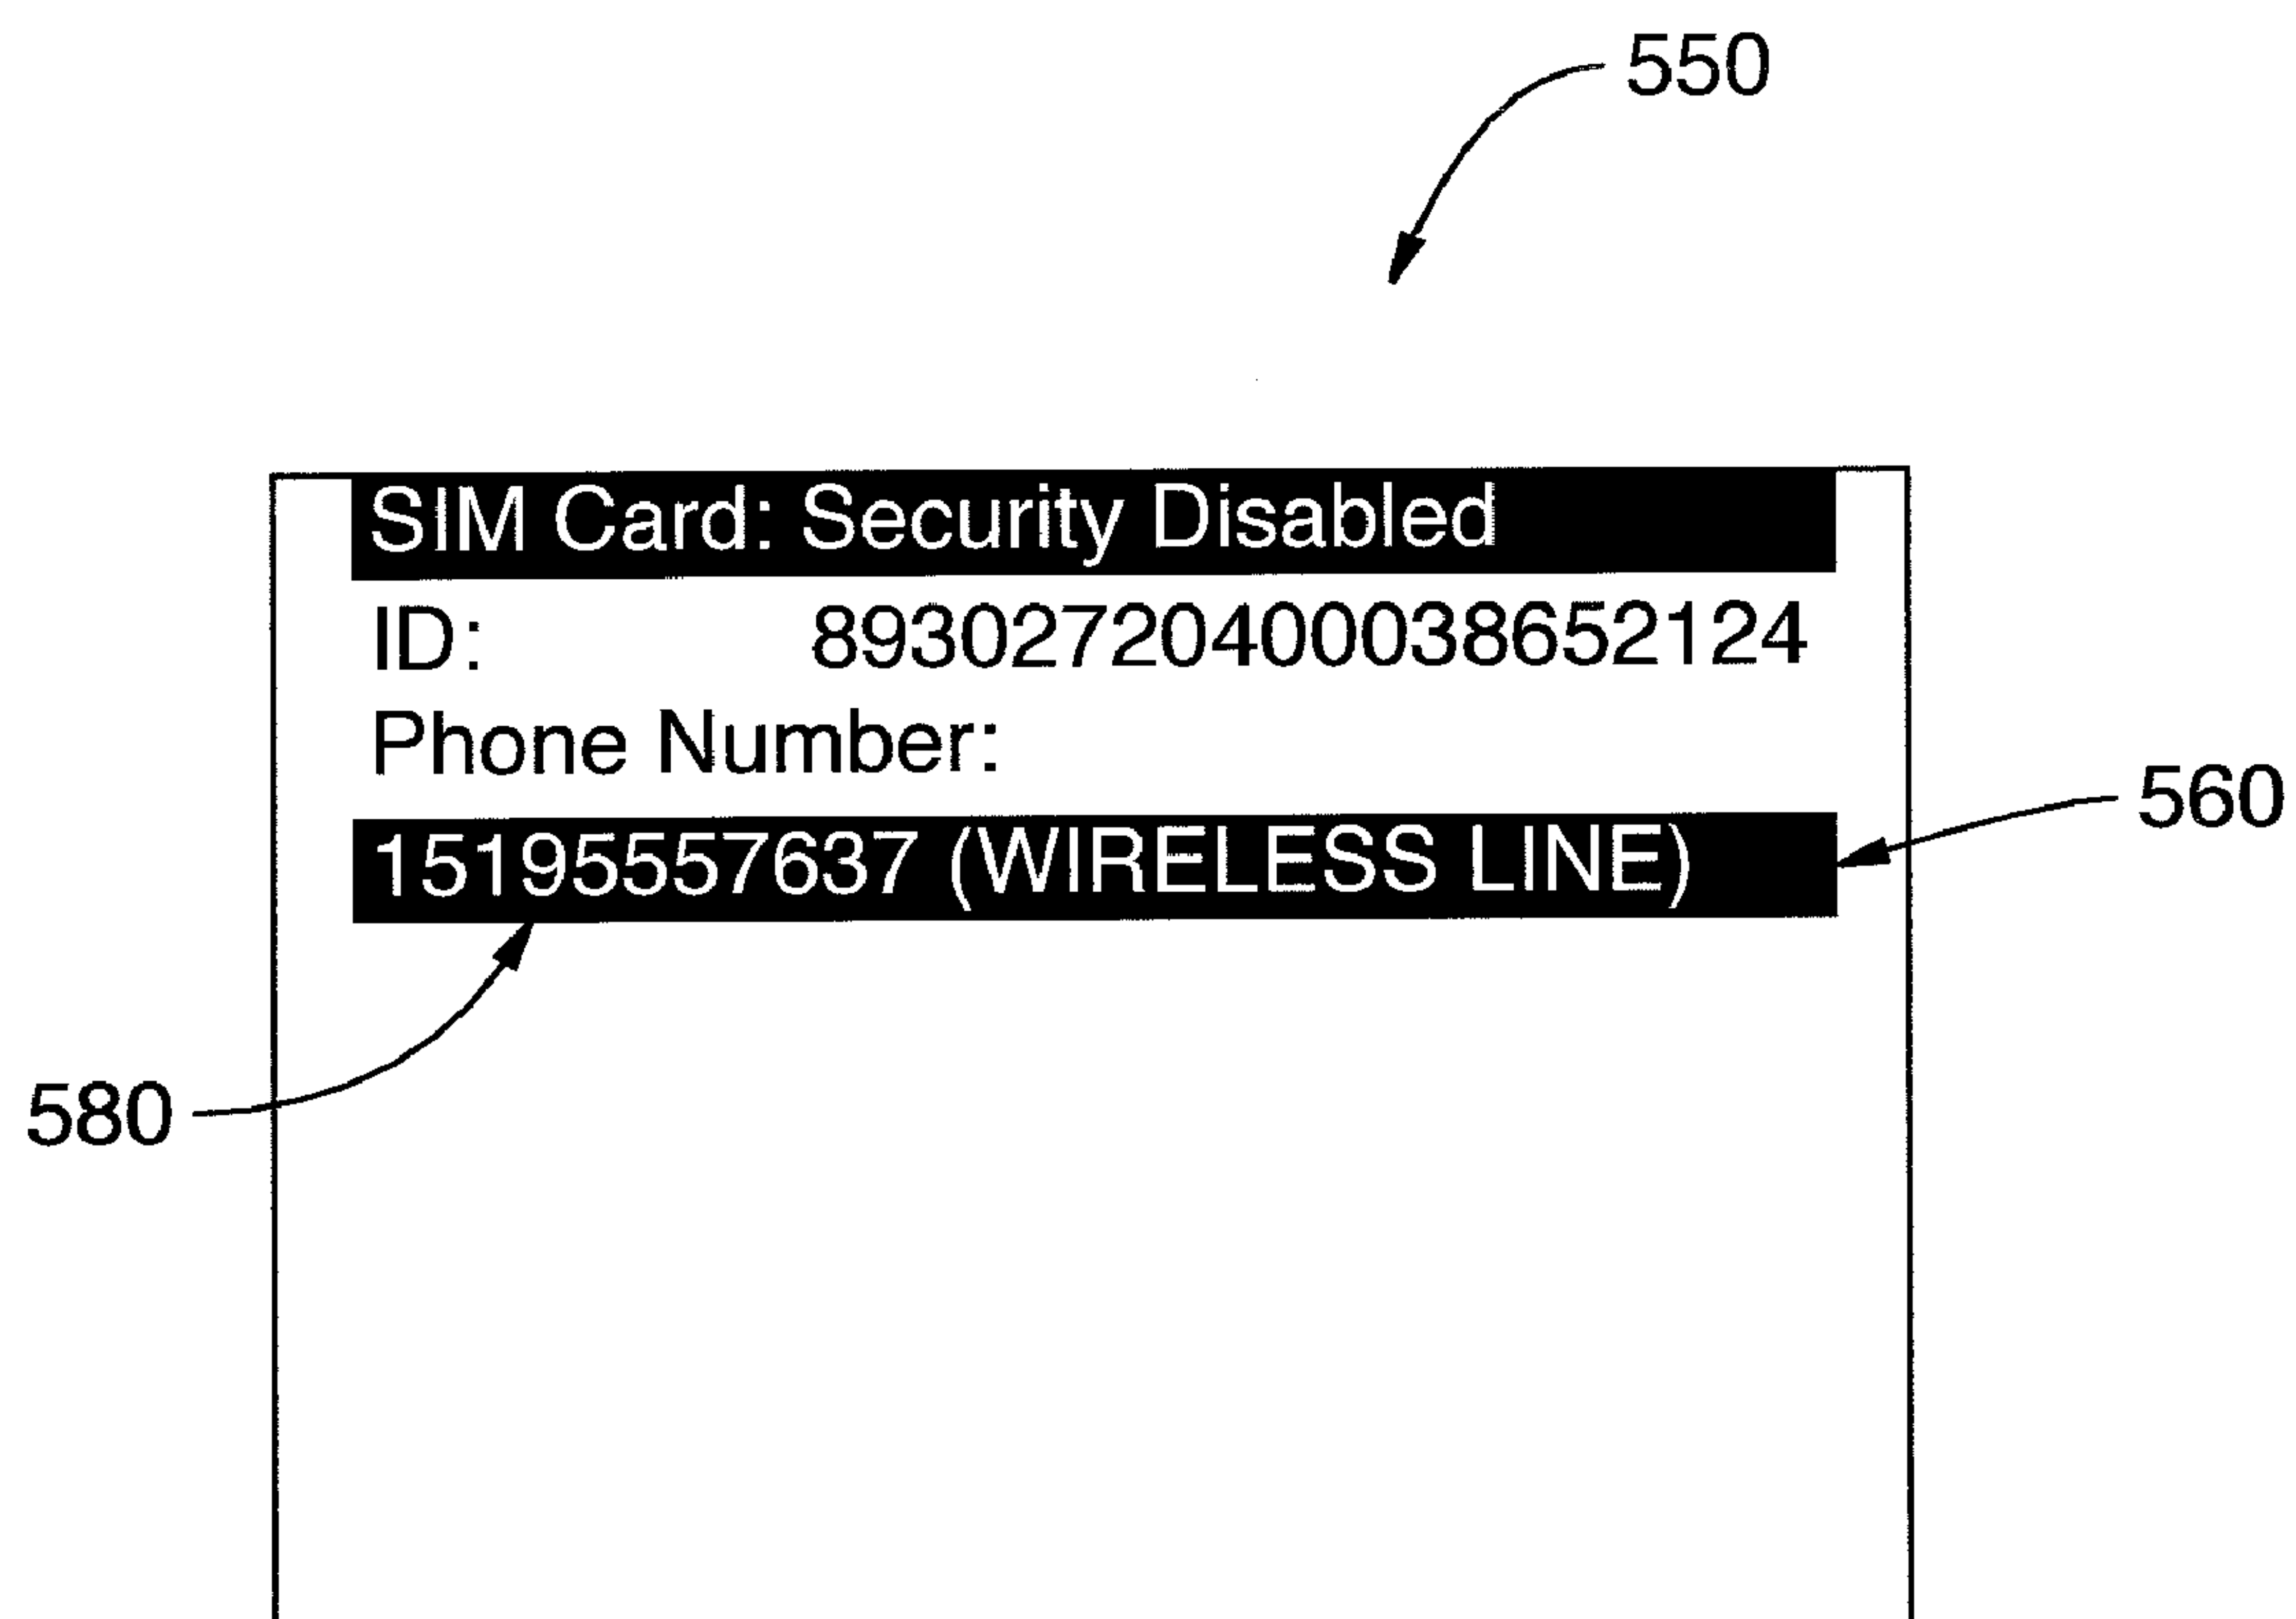 550
SIM Card: Security Disabled
ID: 89302720400038652124
Phone Number:
15195557637 (WIRELESS LINE)
560
580